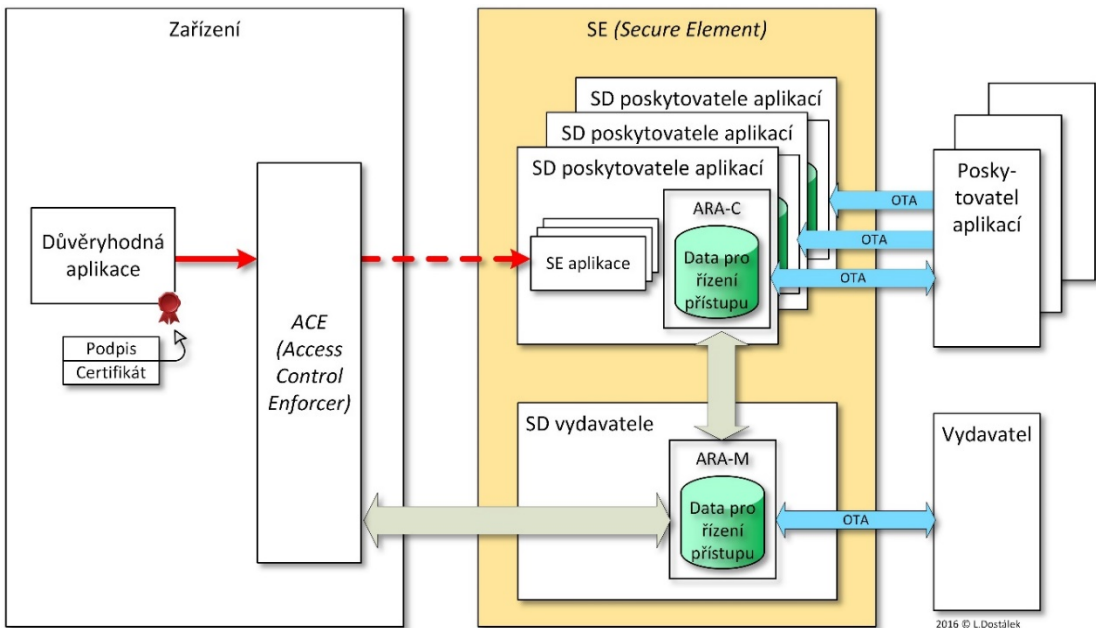 Zařízení
Důvěryhodná
aplikace
Podpis
Certifikát
ACE
(Access
Control
Enforcer)
SE (Secure Element)
SD poskytovatele aplikací
SD poskytovatele aplikací
SD poskytovatele aplikací
SE aplikace
ARA-C
Data pro
řízení
přístupu
OTA
OTA
OTA
Posky-
tovatel
aplikací
SD vydavatele
ARA-M
Data pro
řízení
přístupu
OTA
Vydavatel
2016 © L.Dostálek